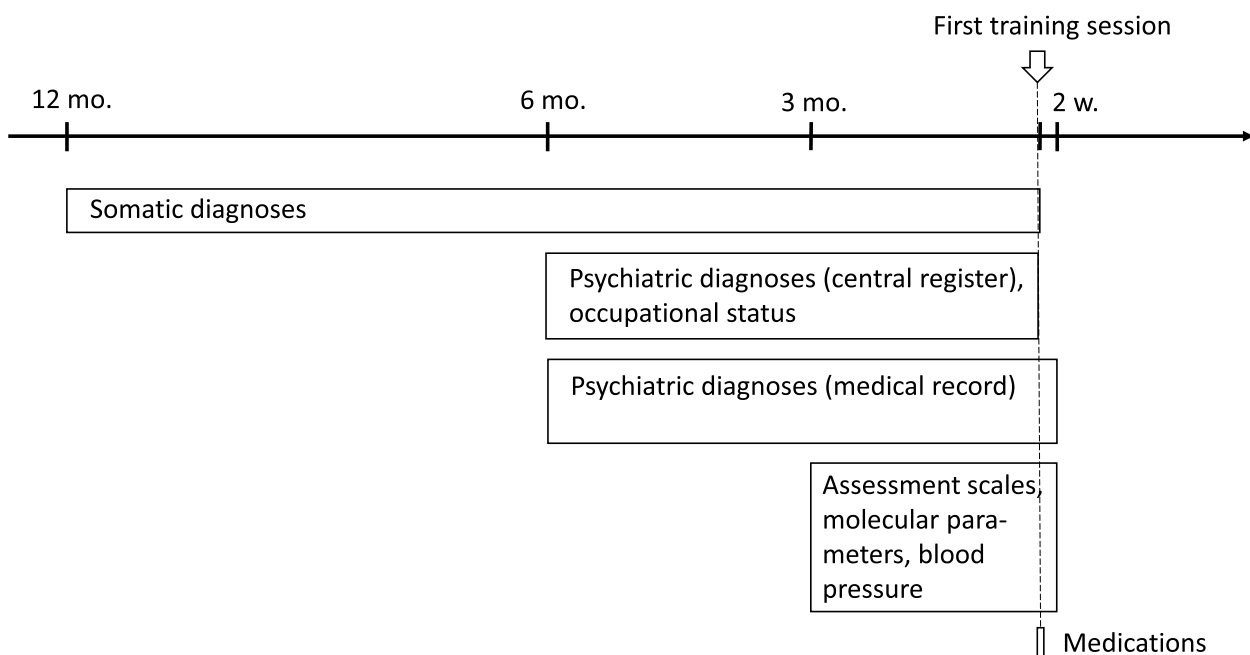 First training session
12 mo.
6 mo.
3 mo.
2 w.
Somatic diagnoses
Psychiatric diagnoses (central register),
occupational status
Psychiatric diagnoses (medical record)
Assessment scales,
molecular para-
meters, blood
pressure
Medications